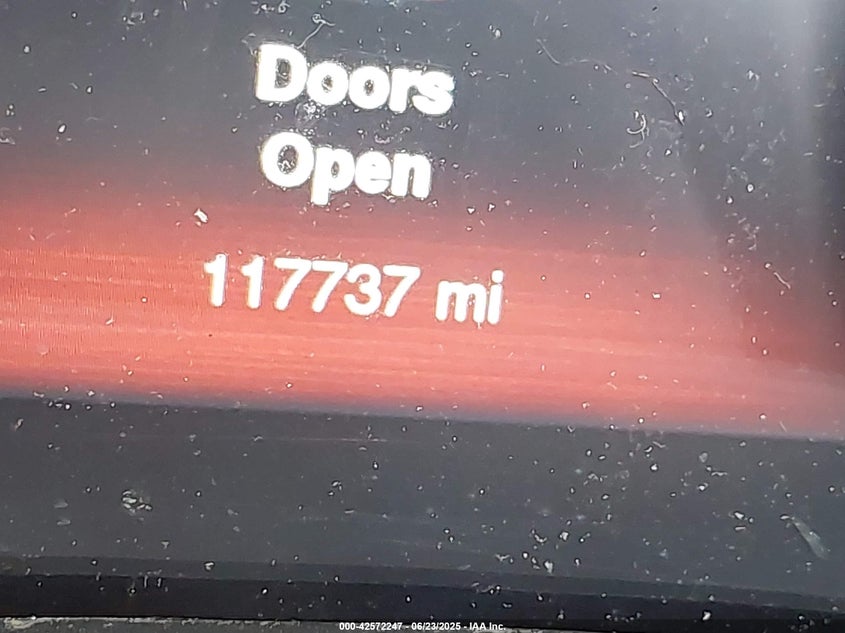 Doors
Open
117737 mi
000-42572247 - 06/23/2025 - IAA Inc.